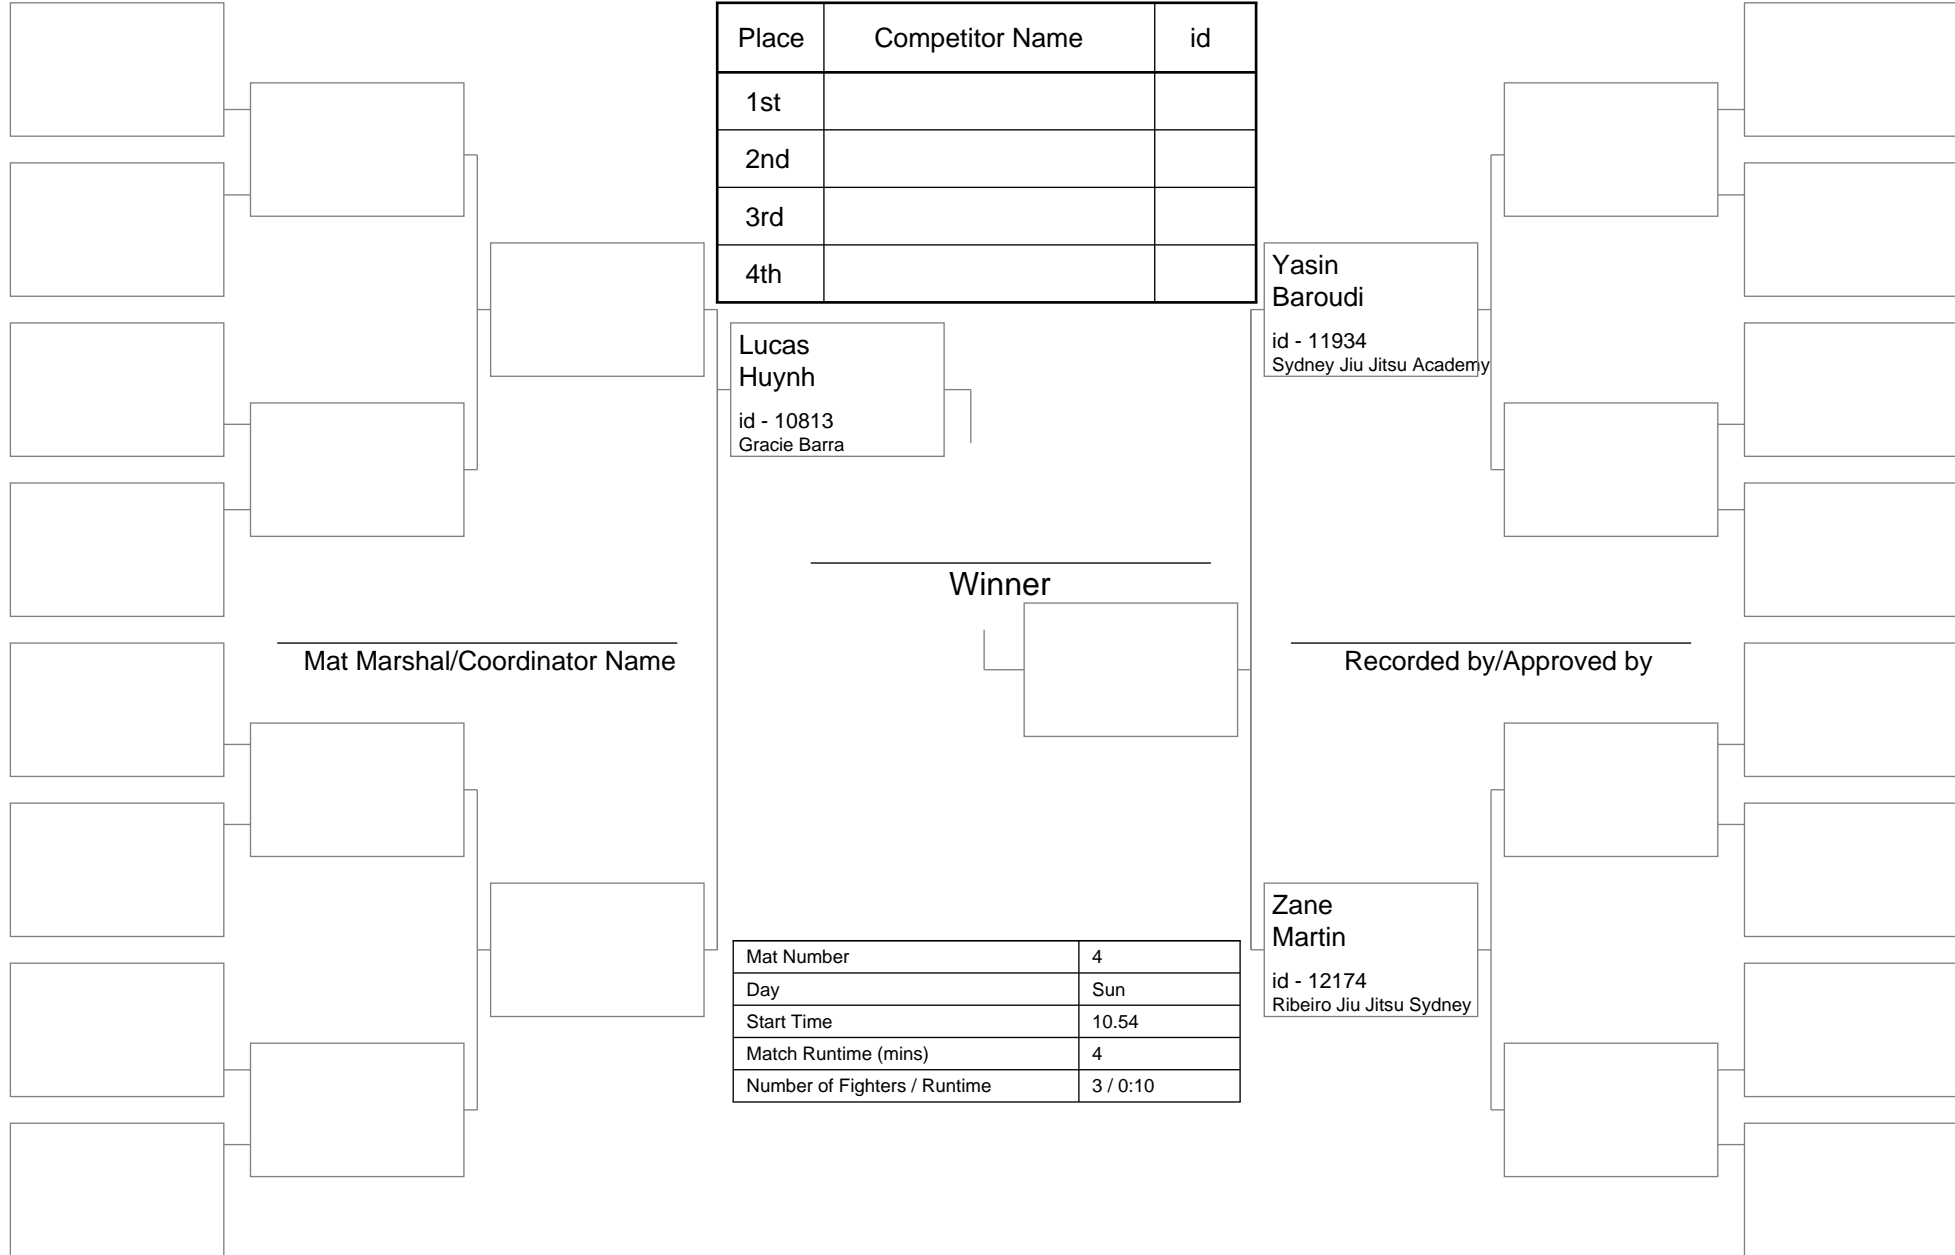 Place Competitor Name id
1st
2nd
3rd
4th
Yasin
Baroudi
id - 11934
Sydney Jiu Jitsu Academy
Lucas
Huynh
id - 10813
Gracie Barra
Winner
Mat Marshal/Coordinator Name
Recorded by/Approved by
Zane
Martin
id - 12174
Ribeiro Jiu Jitsu Sydney
Mat Number 4
Day Sun
Start Time 10.54
Match Runtime (mins) 4
Number of Fighters / Runtime 3 / 0:10